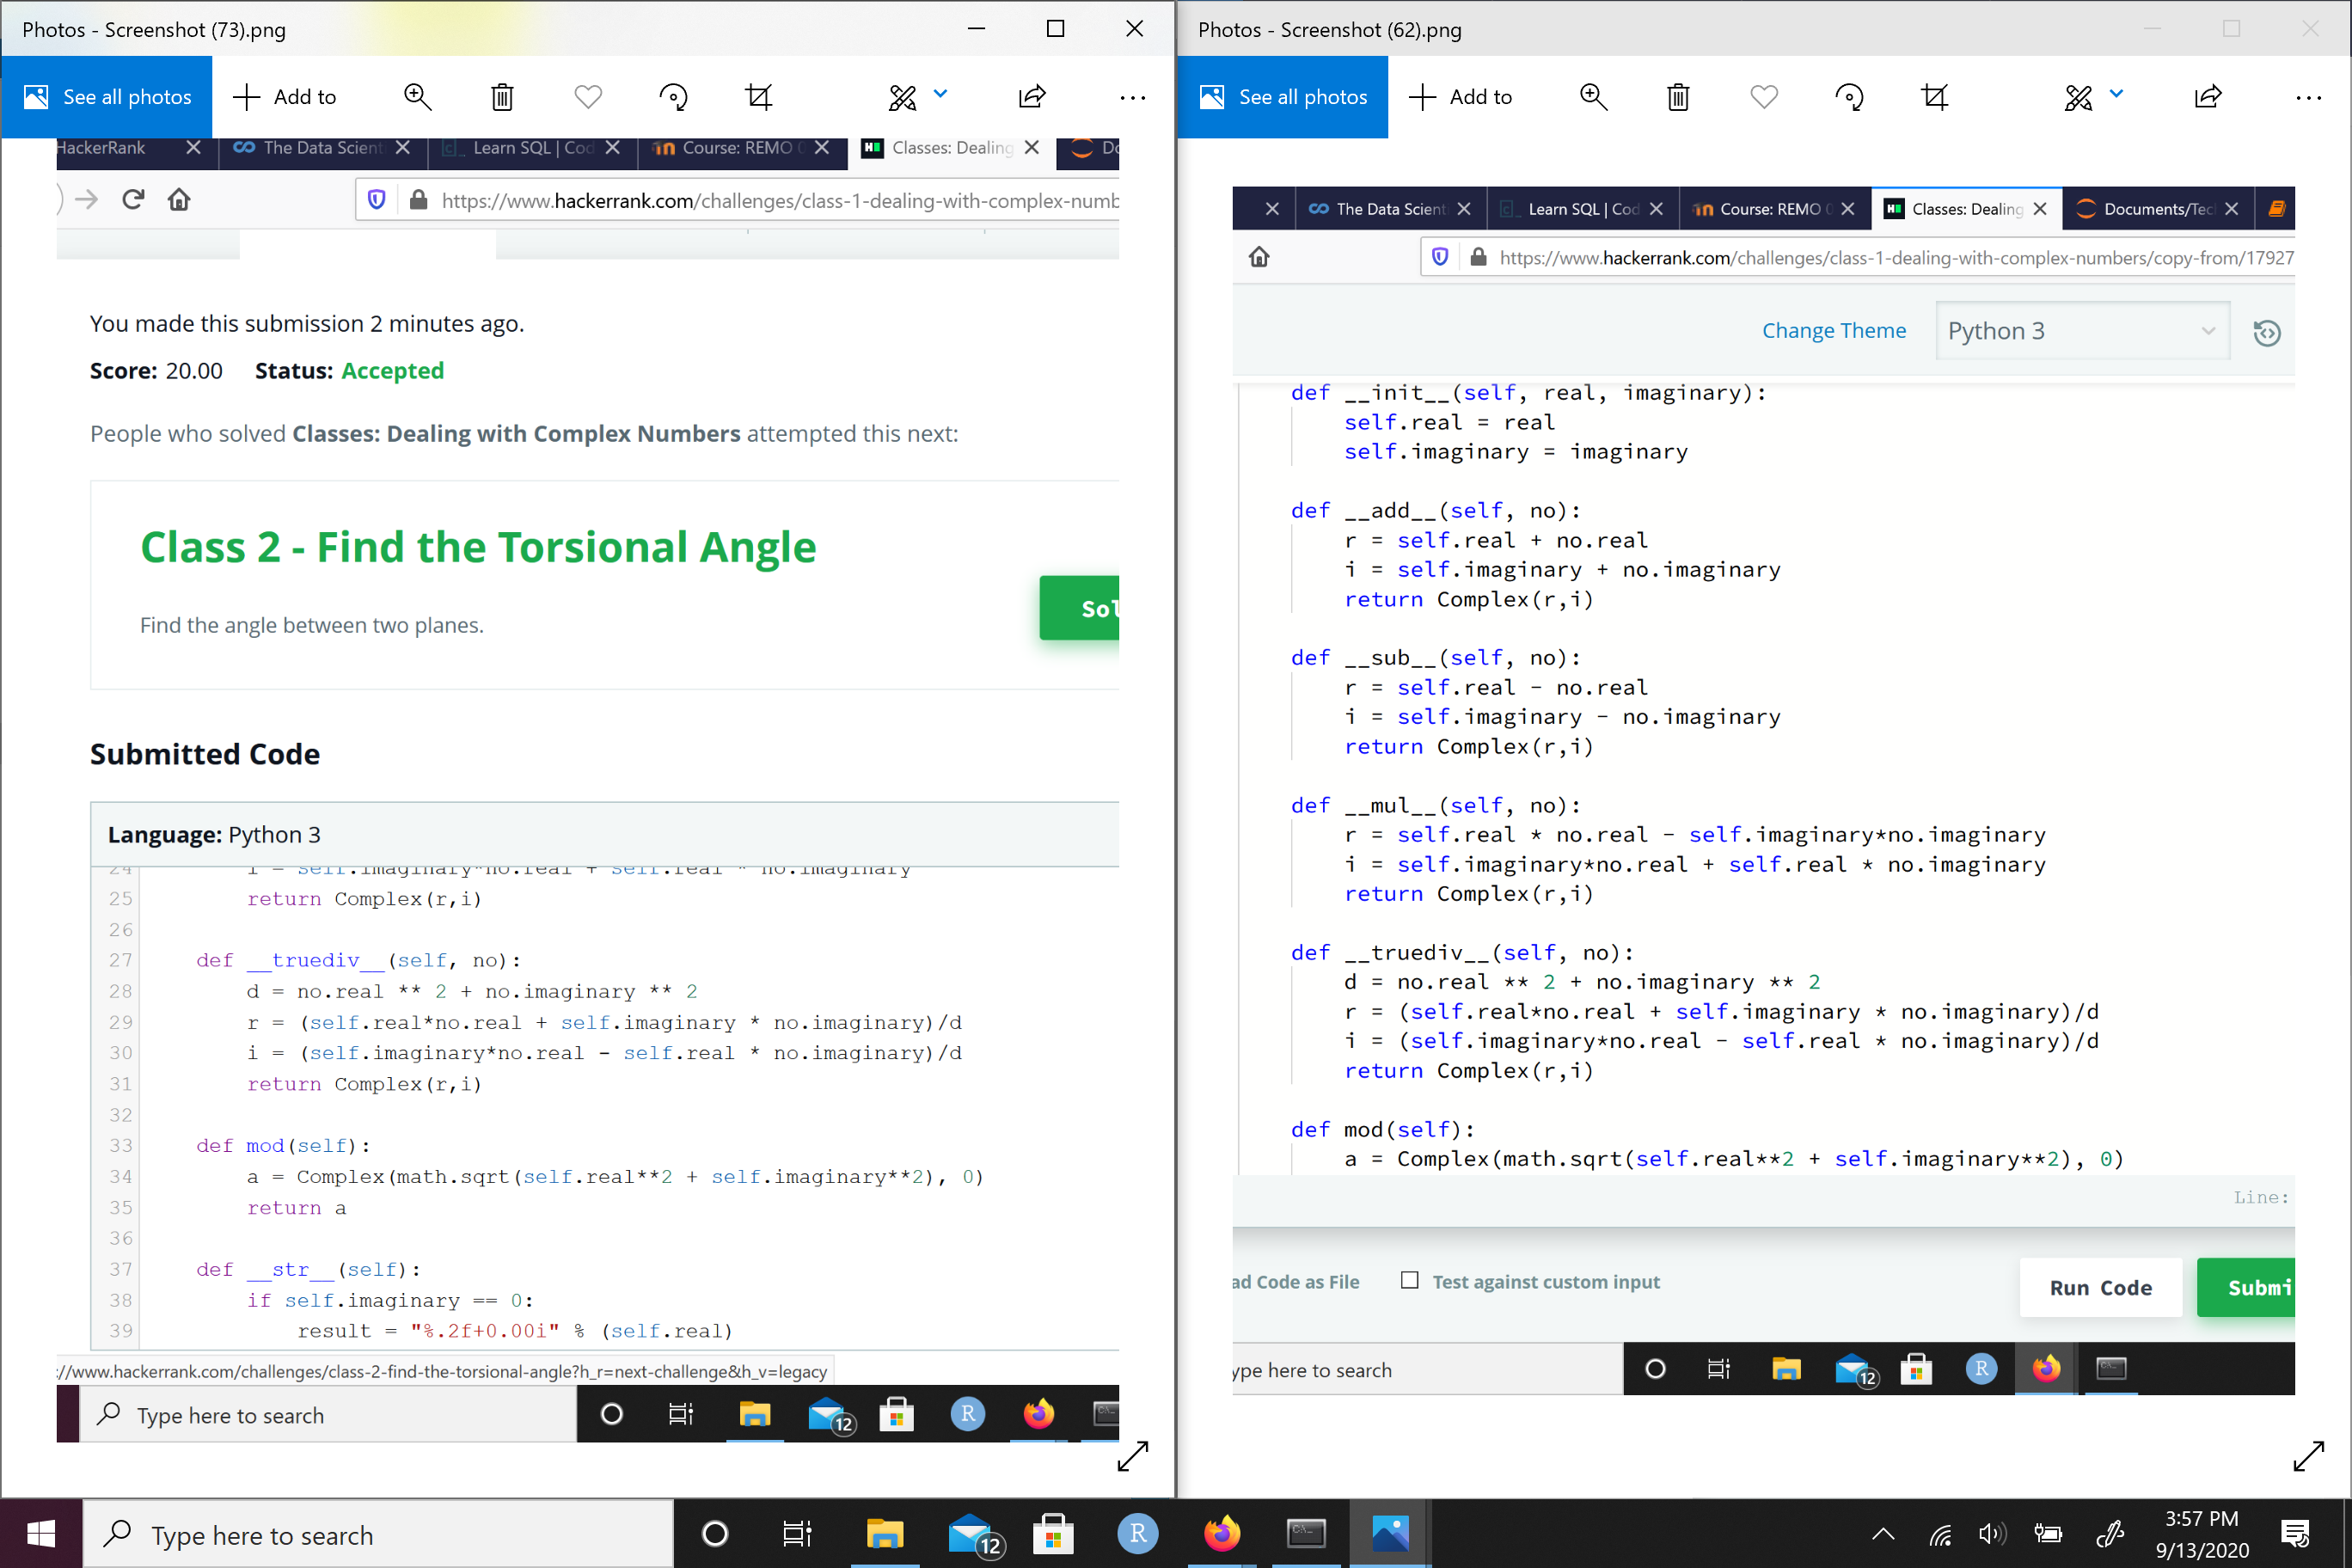 Photos - Screenshot (73).png
See all photos
Add to
HackerRank
The Data Scient
Learn SQL | Cod
Course: REMO
Classes: Dealing
https://www.hackerrank.com/challenges/class-1-dealing-with-complex-numb
You made this submission 2 minutes ago.
Score: 20.00 Status: Accepted
People who solved Classes: Dealing with Complex Numbers attempted this next:
Class 2 - Find the Torsional Angle
Sol
Find the angle between two planes.
Submitted Code
Language: Python 3
24 i = self.imaginary*no.real + self.real * no.imaginary
25 return Complex(r,i)
26
27 def __truediv__(self, no):
28 d = no.real ** 2 + no.imaginary ** 2
29 r = (self.real*no.real + self.imaginary * no.imaginary)/d
30 i = (self.imaginary*no.real - self.real * no.imaginary)/d
31 return Complex(r,i)
32
33 def mod(self):
34 a = Complex(math.sqrt(self.real**2 + self.imaginary**2), 0)
35 return a
36
37 def __str__(self):
38 if self.imaginary == 0:
39 result = "%.2f+0.00i" % (self.real)
://www.hackerrank.com/challenges/class-2-find-the-torsional-angle?h_r=next-challenge&h_v=legacy
Type here to search
12
R
Photos - Screenshot (62).png
See all photos
Add to
The Data Scient
Learn SQL | Cod
Course: REMO
Classes: Dealing
Documents/Tec
https://www.hackerrank.com/challenges/class-1-dealing-with-complex-numbers/copy-from/17927
Change Theme
Python 3
def __init__(self, real, imaginary):
self.real = real
self.imaginary = imaginary
def __add__(self, no):
r = self.real + no.real
i = self.imaginary + no.imaginary
return Complex(r,i)
def __sub__(self, no):
r = self.real - no.real
i = self.imaginary - no.imaginary
return Complex(r,i)
def __mul__(self, no):
r = self.real * no.real - self.imaginary*no.imaginary
i = self.imaginary*no.real + self.real * no.imaginary
return Complex(r,i)
def __truediv__(self, no):
d = no.real ** 2 + no.imaginary ** 2
r = (self.real*no.real + self.imaginary * no.imaginary)/d
i = (self.imaginary*no.real - self.real * no.imaginary)/d
return Complex(r,i)
def mod(self):
a = Complex(math.sqrt(self.real**2 + self.imaginary**2), 0)
Line:
ad Code as File
Test against custom input
Run Code
Submi
ype here to search
12
R
Type here to search
12
R
3:57 PM
9/13/2020